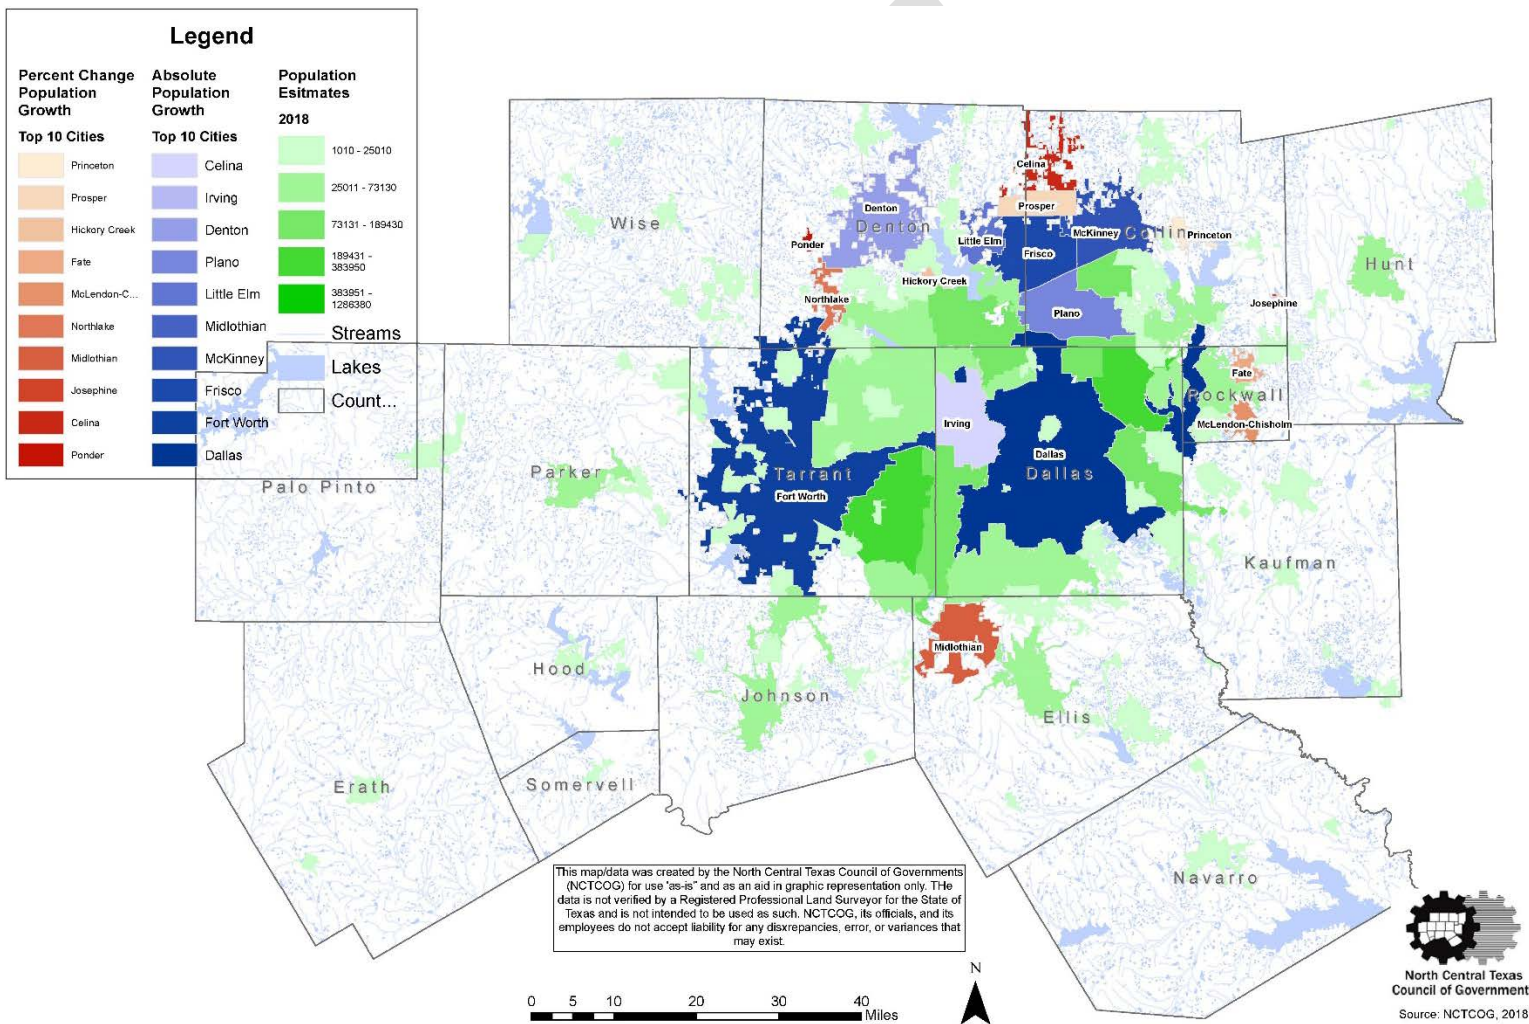 Legend
Percent Change
Population
Growth
Top 10 Cities
Princeton
Prosper
Hickory Creek
Fate
McLendon-C...
Northlake
Midlothian
Josephine
Celina
Ponder
Absolute
Population
Growth
Top 10 Cities
Celina
Irving
Denton
Plano
Little Elm
Midlothian
McKinney
Frisco
Fort Worth
Dallas
Population
Esitmates
2018
1010 - 25010
25011 - 73130
73131 - 189430
189431 -
383950
383951 -
1286380
Streams
Lakes
Count...
Wise
Denton
Denton
Ponder
Northlake
Hickory Creek
Little Elm
Celina
Prosper
Frisco
McKinney
Collin
Princeton
Plano
Josephine
Hunt
Fate
Rockwall
McLendon-Chisholm
Irving
Dallas
Dallas
Tarrant
Fort Worth
Parker
Palo Pinto
Kaufman
Hood
Johnson
Midlothian
Ellis
Erath
Somervell
Navarro
This map/data was created by the North Central Texas Council of Governments
(NCTCOG) for use "as-is" and as an aid in graphic representation only. THe
data is not verified by a Registered Professional Land Surveyor for the State of
Texas and is not intended to be used as such. NCTCOG, its officials, and its
employees do not accept liability for any disxrepancies, error, or variances that
may exist.
0 5 10 20 30 40
Miles
N
North Central Texas
Council of Government
Source: NCTCOG, 2018